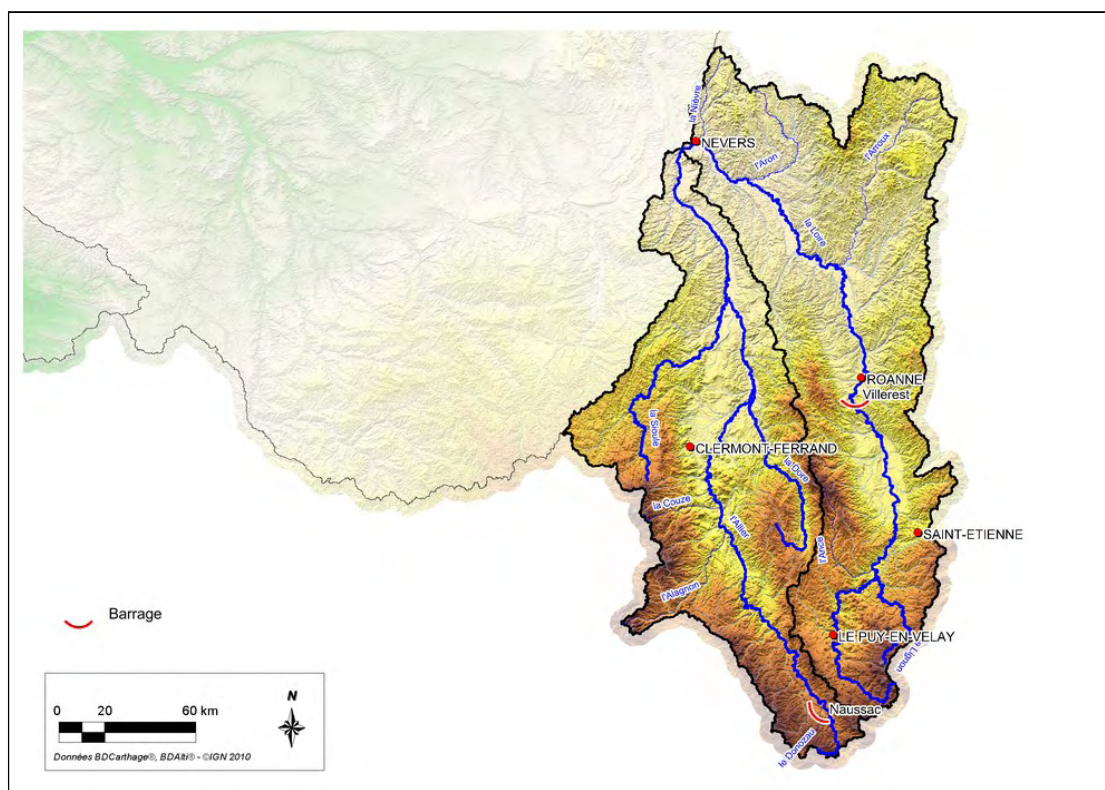 la Nièvre
NEVERS
l'Aron
l'Arroux
la Loire
ROANNE
Villerest
la Sioule
CLERMONT-FERRAND
la Dore
la Couze
l'Allier
SAINT-ETIENNE
l'Ance
l'Alagnon
Barrage
LE PUY-EN-VELAY
Lignon
Naussac
le Donozau
0 20 60 km
N
Données BDCarthage®, BDAlti® - ©IGN 2010